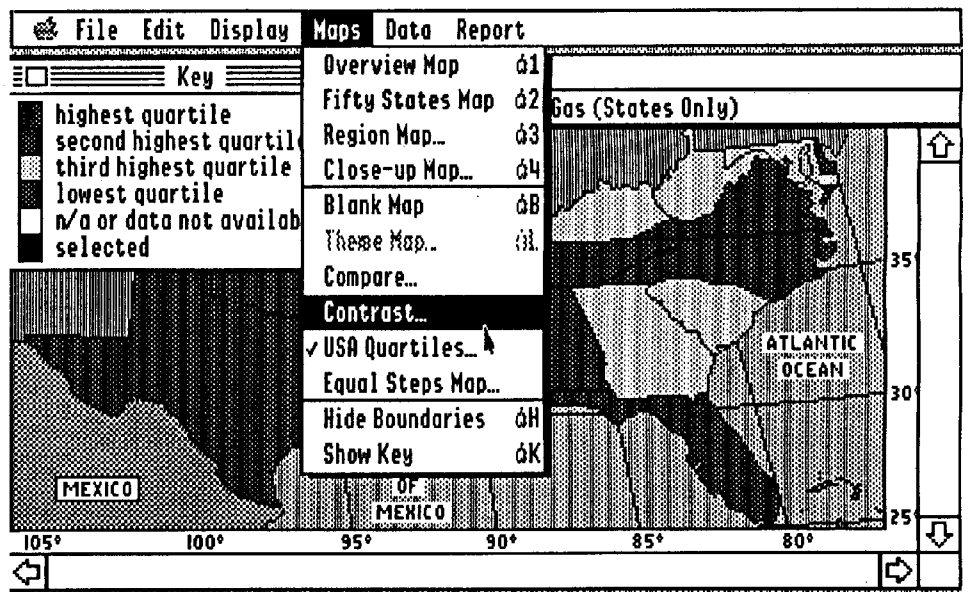 File Edit Display Maps Data Report
Key
highest quartile
second highest quartile
third highest quartile
lowest quartile
n/a or data not availab
selected
Overview Map 1
Fifty States Map 2
Region Map... 3
Close-up Map... 4
Blank Map B
Theme Map... L
Compare...
Contrast...
✓ USA Quartiles...
Equal Steps Map...
Hide Boundaries H
Show Key K
Gas (States Only)
35°
ATLANTIC
OCEAN
30°
MEXICO
OF
MEXICO
25°
105° 100° 95° 90° 85° 80°